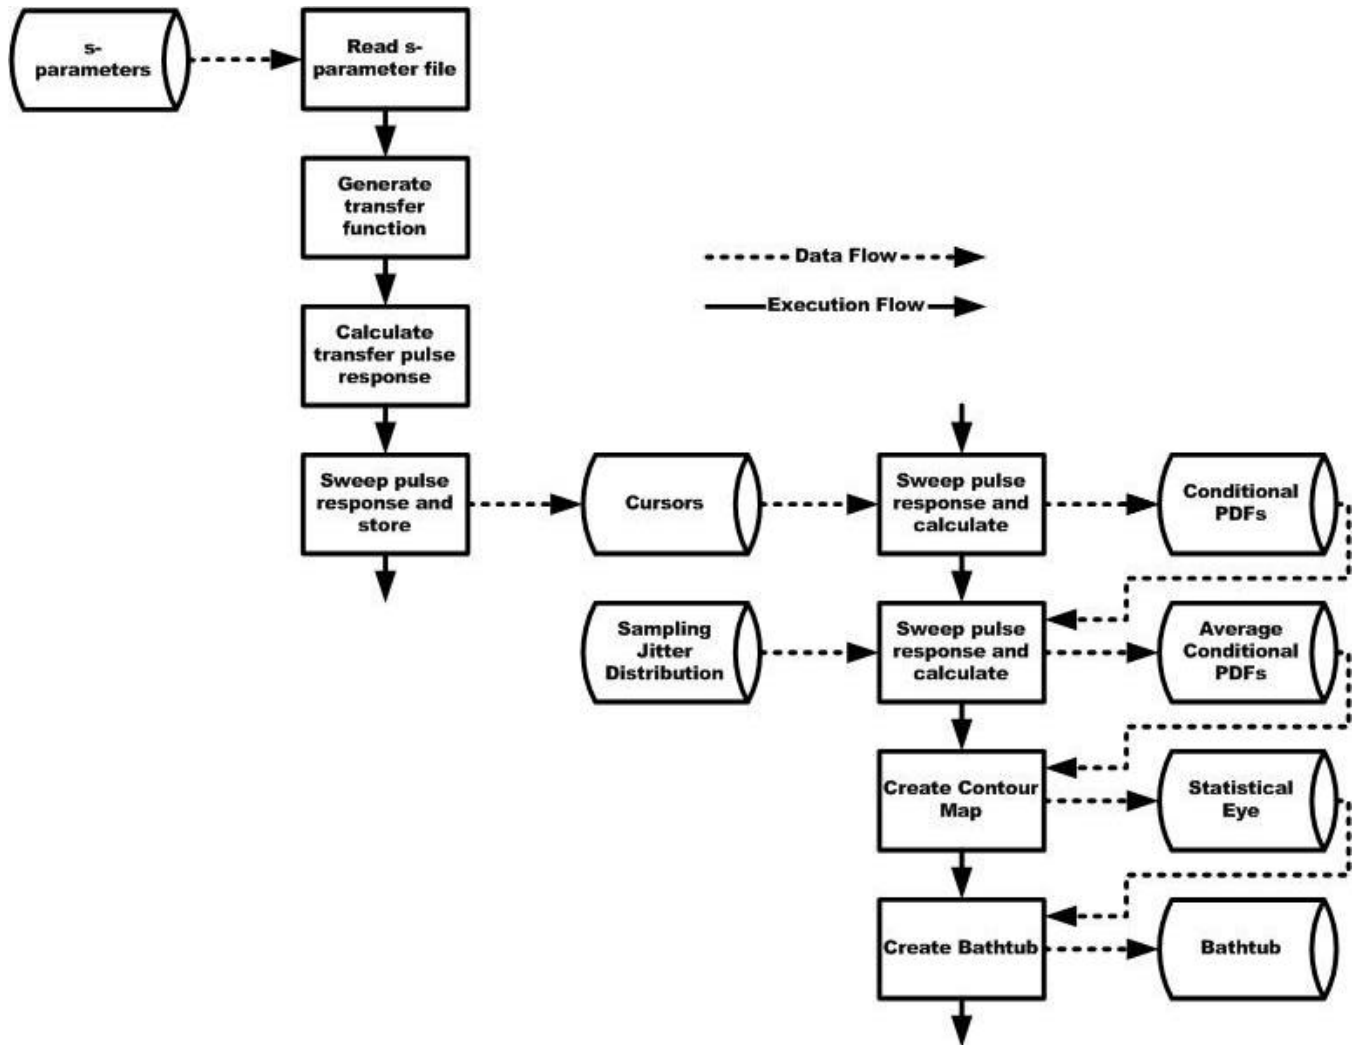 s-
parameters
Read s-
parameter file
Generate
transfer
function
Data Flow
Execution Flow
Calculate
transfer pulse
response
Sweep pulse
response and
store
Cursors
Sweep pulse
response and
calculate
Conditional
PDFs
Sampling
Jitter
Distribution
Sweep pulse
response and
calculate
Average
Conditional
PDFs
Create Contour
Map
Statistical
Eye
Create Bathtub
Bathtub